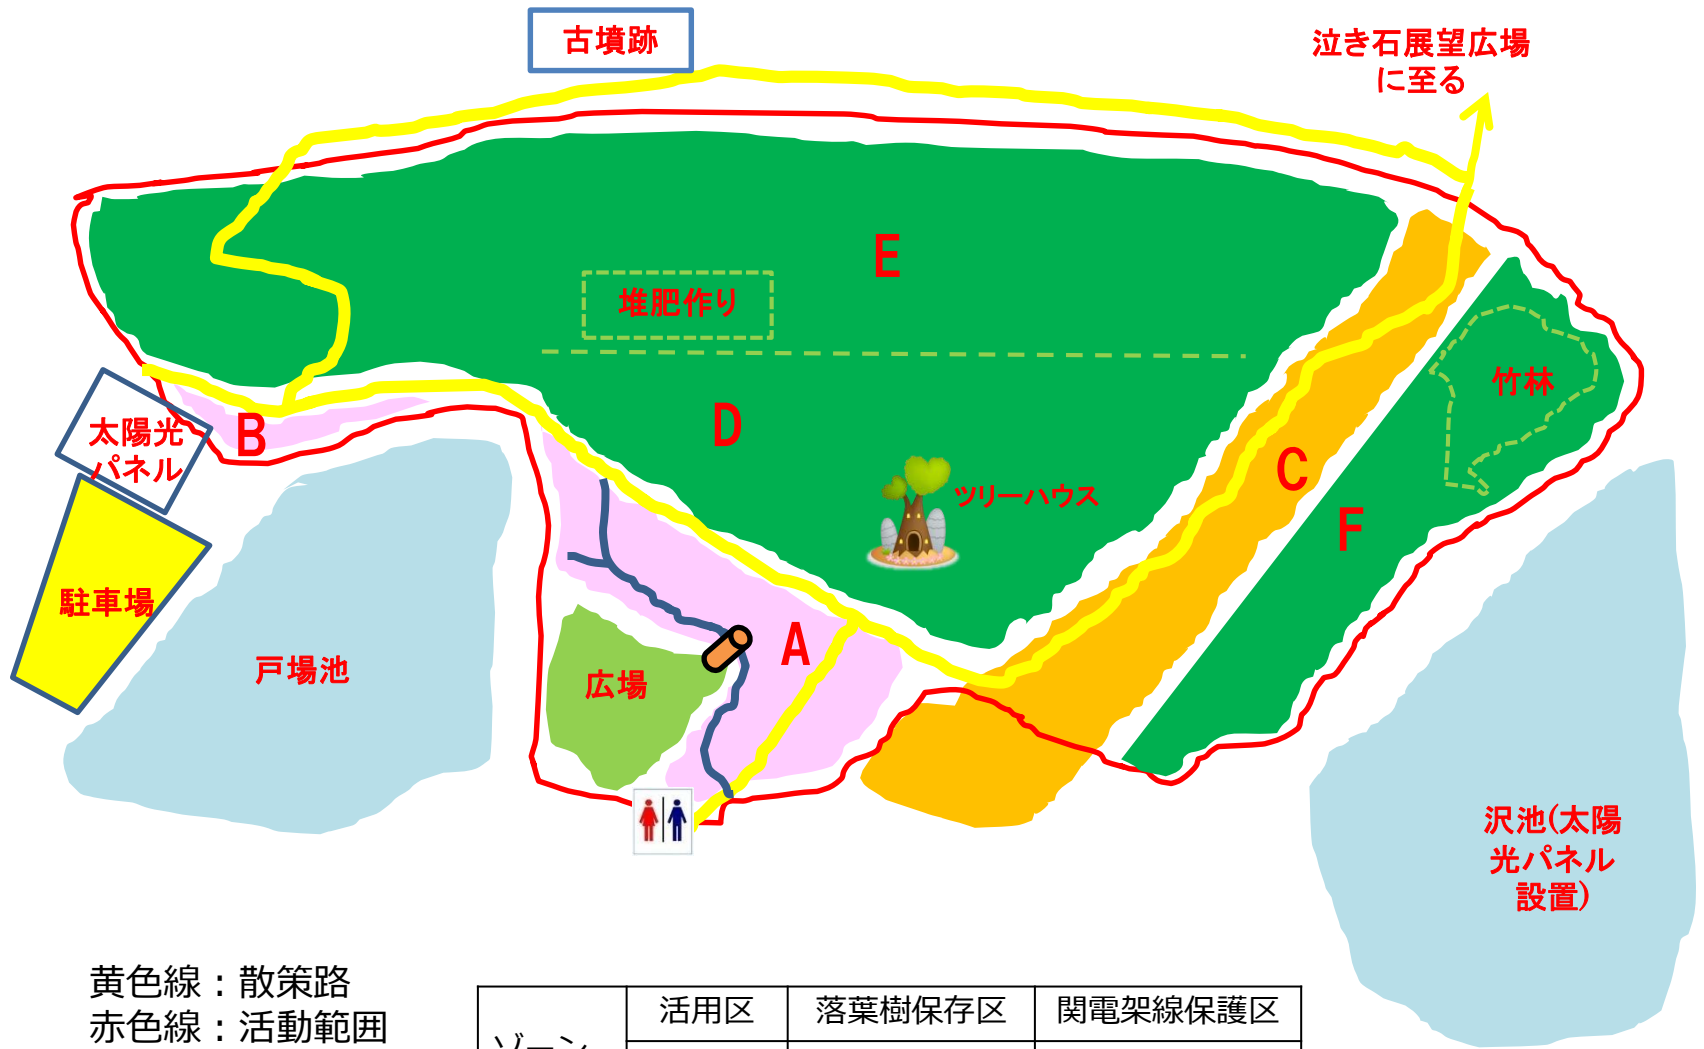 古墳跡
泣き石展望広場
に至る
E
堆肥作り
竹林
D
B
太陽光
パネル
C
ツリーハウス
F
駐車場
A
戸場池
広場
沢池(太陽
光パネル
設置)
黄色線：散策路
赤色線：活動範囲
活用区
落葉樹保存区
関電架線保護区
ゾーン